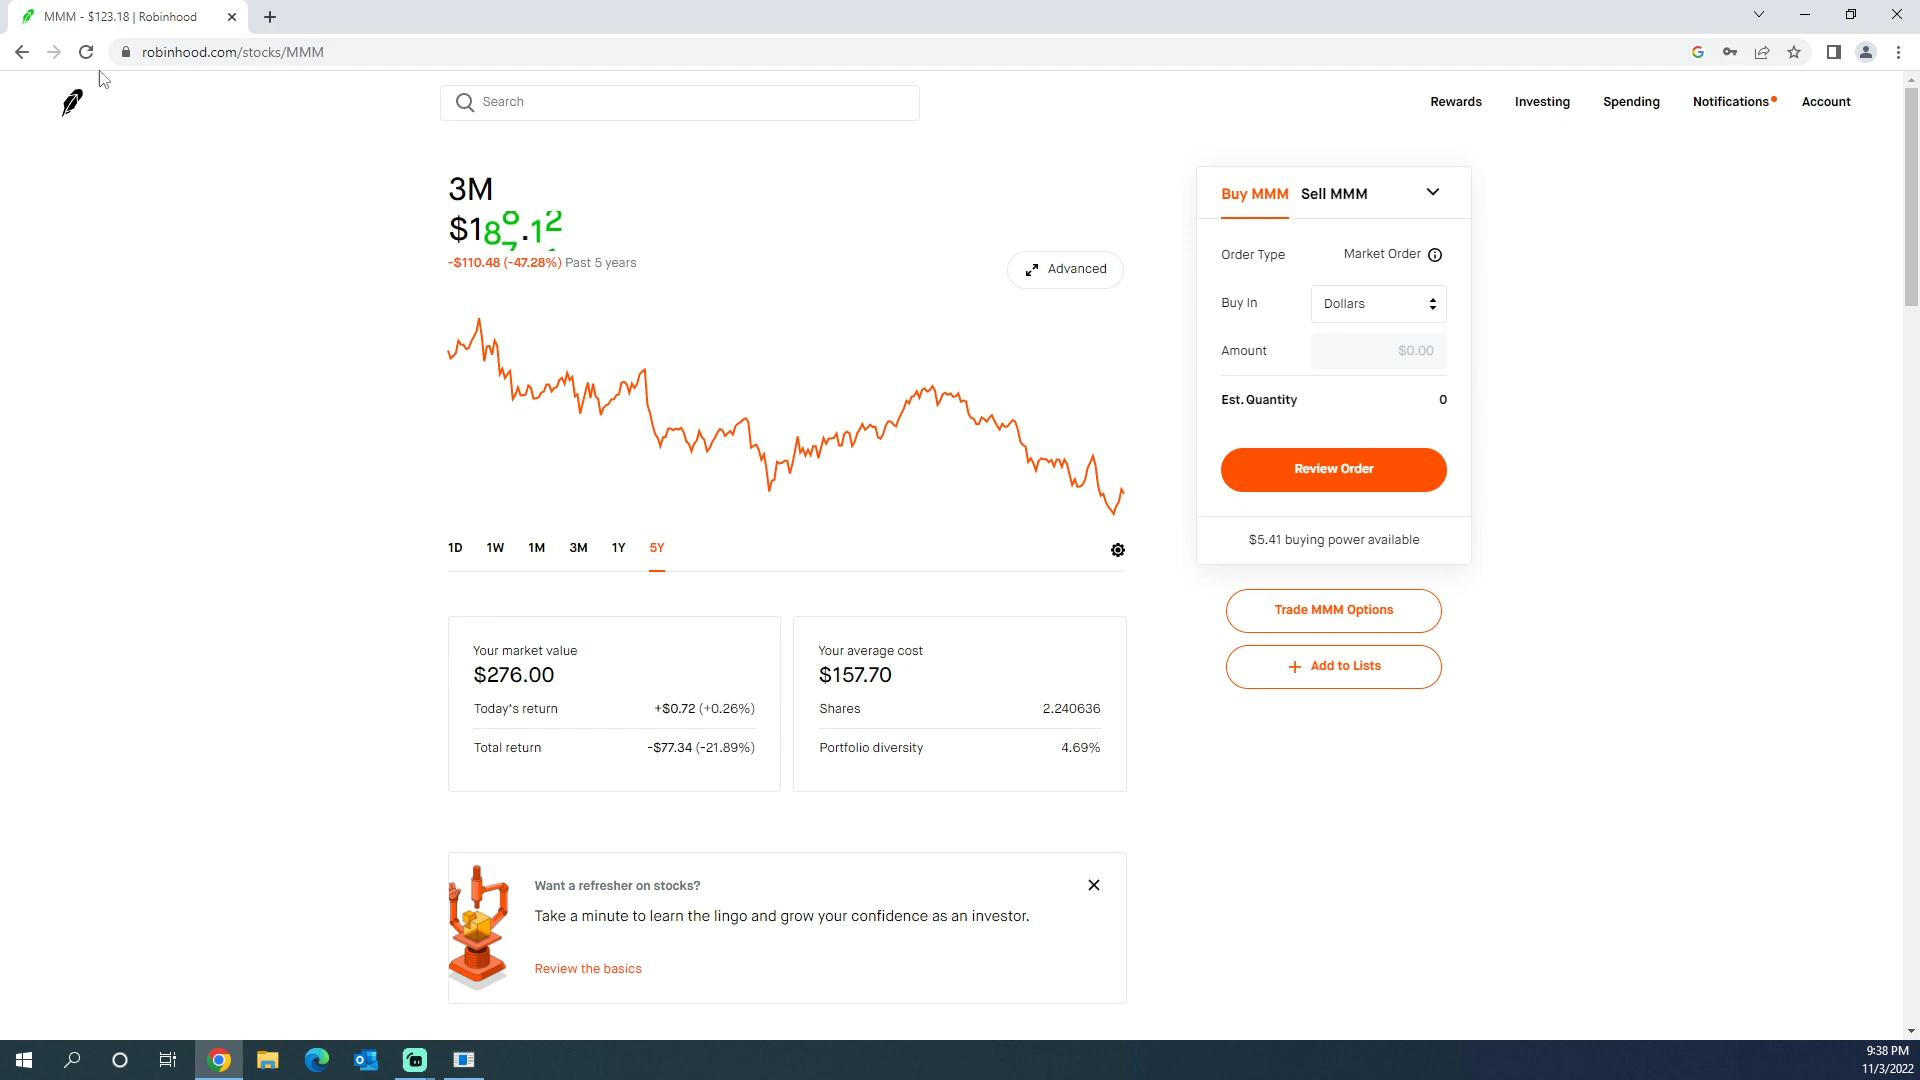 MMM - $123.18 | Robinhood
robinhood.com/stocks/MMM
Search
Rewards
Investing
Spending
Notifications
Account
3M
-$110.48 (-47.28%) Past 5 years
Advanced
1D 1W 1M 3M 1Y 5Y
Buy MMM Sell MMM
Order Type Market Order
Buy In Dollars
Amount $0.00
Est. Quantity 0
Review Order
$5.41 buying power available
Trade MMM Options
+ Add to Lists
Your market value
$276.00
Today's return +$0.72 (+0.26%)
Total return -$77.34 (-21.89%)
Your average cost
$157.70
Shares 2.240636
Portfolio diversity 4.69%
Want a refresher on stocks?
Take a minute to learn the lingo and grow your confidence as an investor.
Review the basics
9:38 PM
11/3/2022